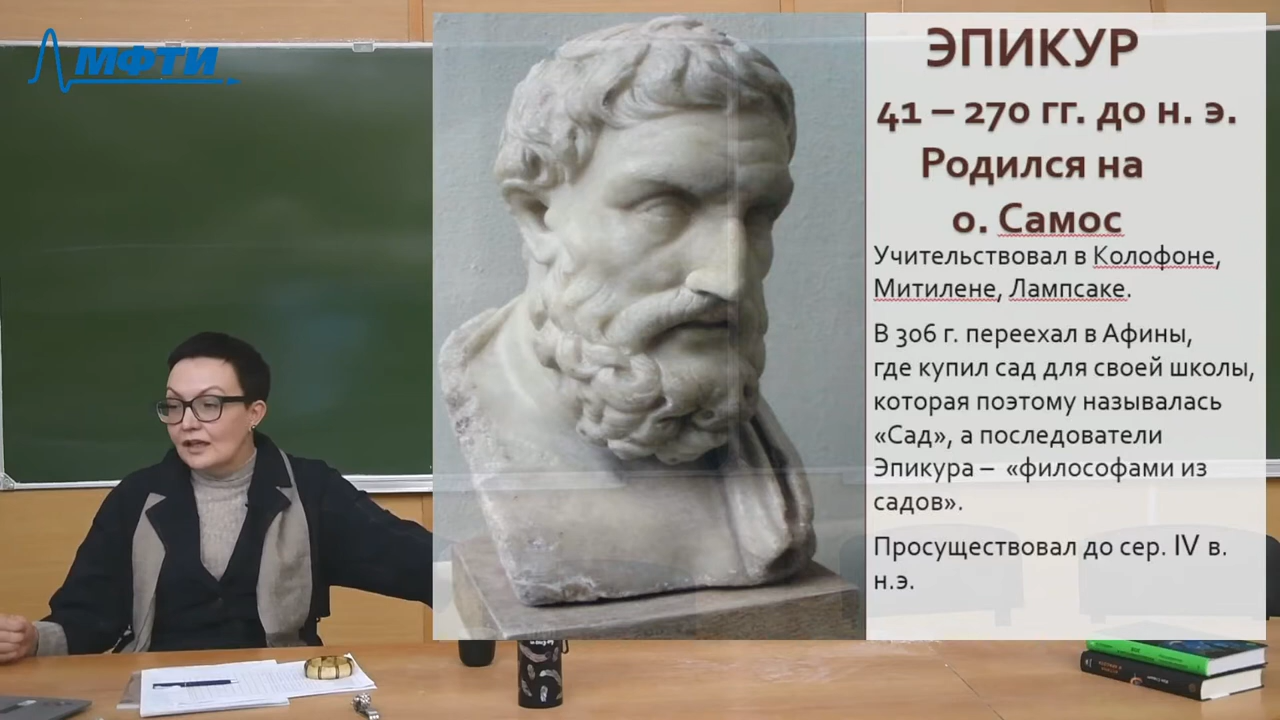 МФТИ
ЭПИКУР
41 – 270 гг. до н. э.
Родился на
о. Самос
Учительствовал в Колофоне,
Митилене, Лампсаке.
В 306 г. переехал в Афины,
где купил сад для своей школы,
которая поэтому называлась
«Сад», а последователи
Эпикура – «философами из
садов».
Просуществовал до сер. IV в.
н.э.